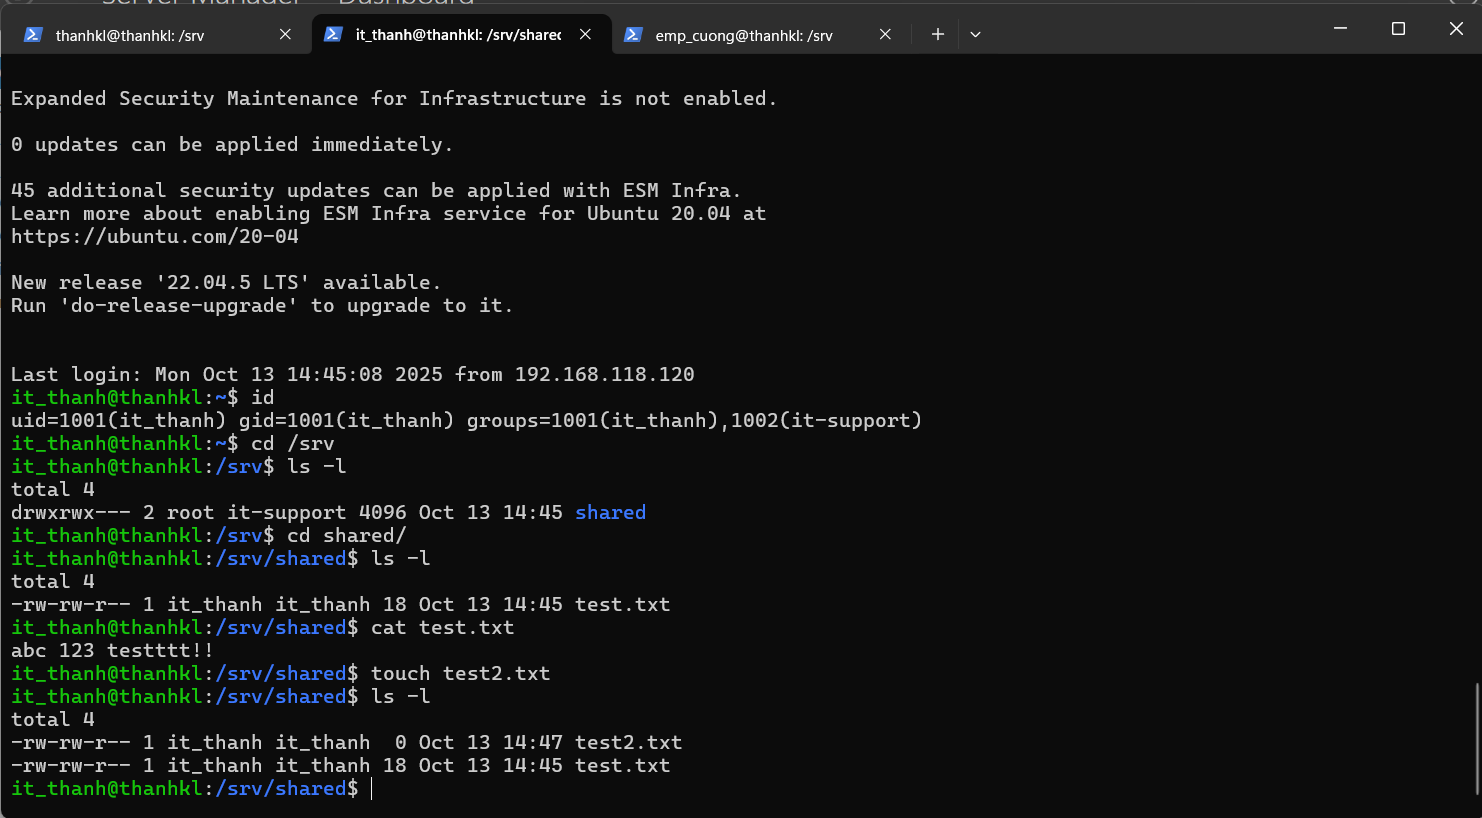 Server Manager Dashboard
thanhkl@thanhkl: /srv
it_thanh@thanhkl: /srv/shared
emp_cuong@thanhkl: /srv
Expanded Security Maintenance for Infrastructure is not enabled.
0 updates can be applied immediately.
45 additional security updates can be applied with ESM Infra.
Learn more about enabling ESM Infra service for Ubuntu 20.04 at
https://ubuntu.com/20-04
New release '22.04.5 LTS' available.
Run 'do-release-upgrade' to upgrade to it.
Last login: Mon Oct 13 14:45:08 2025 from 192.168.118.120
it_thanh@thanhkl:~$ id
uid=1001(it_thanh) gid=1001(it_thanh) groups=1001(it_thanh),1002(it-support)
it_thanh@thanhkl:~$ cd /srv
it_thanh@thanhkl:/srv$ ls -l
total 4
drwxrwx--- 2 root it-support 4096 Oct 13 14:45 shared
it_thanh@thanhkl:/srv$ cd shared/
it_thanh@thanhkl:/srv/shared$ ls -l
total 4
-rw-rw-r-- 1 it_thanh it_thanh 18 Oct 13 14:45 test.txt
it_thanh@thanhkl:/srv/shared$ cat test.txt
abc 123 testttt!!
it_thanh@thanhkl:/srv/shared$ touch test2.txt
it_thanh@thanhkl:/srv/shared$ ls -l
total 4
-rw-rw-r-- 1 it_thanh it_thanh  0 Oct 13 14:47 test2.txt
-rw-rw-r-- 1 it_thanh it_thanh 18 Oct 13 14:45 test.txt
it_thanh@thanhkl:/srv/shared$